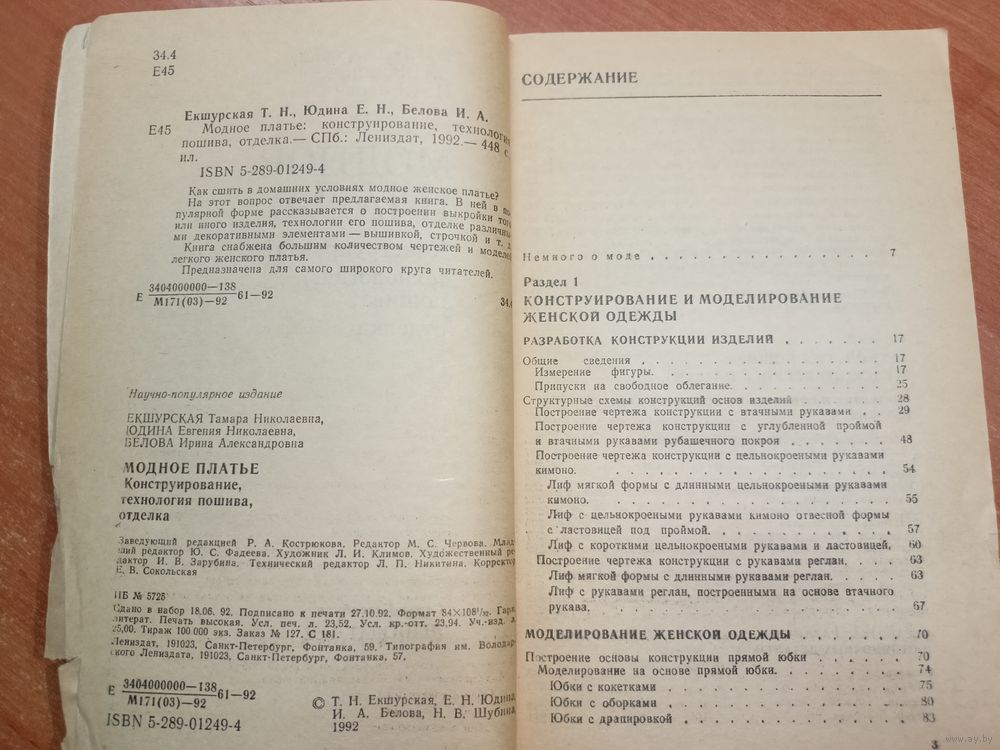 34.4
Е45
Екшурская Т. Н., Юдина Е. Н., Белова И. А.
Е45 Модное платье: конструирование, технология
пошива, отделка.— СПб.: Лениздат, 1992.— 448 с.
ил.
ISBN 5-289-01249-4
Как сшить в домашних условиях модное женское платье?
На этот вопрос отвечает предлагаемая книга. В ней в по-
пулярной форме рассказывается о построении выкройки того
или иного изделия, технологии его пошива, отделке различны-
ми декоративными элементами — вышивкой, строчкой и т. д.
Книга снабжена большим количеством чертежей и моделей
легкого женского платья.
Предназначена для самого широкого круга читателей.
Е 3404000000—138
М171(03)—92 61—92
34.4
Научно-популярное издание
ЕКШУРСКАЯ Тамара Николаевна,
ЮДИНА Евгения Николаевна,
БЕЛОВА Ирина Александровна
МОДНОЕ ПЛАТЬЕ
Конструирование,
технология пошива,
отделка
Заведующий редакцией Р. А. Кострюкова. Редактор М. С. Червова. Млад-
ший редактор Ю. С. Фадеева. Художник Л. И. Климов. Художественный ре-
дактор И. В. Зарубина. Технический редактор Л. П. Никитина. Корректор
Е. В. Сокольская
ИБ № 5725
Сдано в набор 18.06. 92. Подписано к печати 27.10.92. Формат 84×108¹/₃₂. Гарн.
литерат. Печать высокая. Усл. печ. л. 23,52. Усл. кр.-отт. 23,94. Уч.-изд. л.
25,00. Тираж 100 000 экз. Заказ № 127. С 181.
Лениздат, 191023, Санкт-Петербург, Фонтанка, 59. Типография им. Володар-
ского Лениздата, 191023, Санкт-Петербург, Фонтанка, 57.
Е 3404000000—138
М171(03)—92 61—92
ISBN 5-289-01249-4
© Т. Н. Екшурская, Е. Н. Юдина,
И. А. Белова, Н. В. Шубина,
1992
СОДЕРЖАНИЕ
Немного о моде . . . . . . . . . . . . . . . 7
Раздел 1
КОНСТРУИРОВАНИЕ И МОДЕЛИРОВАНИЕ
ЖЕНСКОЙ ОДЕЖДЫ
РАЗРАБОТКА КОНСТРУКЦИИ ИЗДЕЛИЙ . . . . . . . 17
Общие сведения . . . . . . . . . . . . . . . 17
Измерение фигуры. . . . . . . . . . . . . . 17
Припуски на свободное облегание. . . . . . . . . 25
Структурные схемы конструкций основ изделий . . . . . . 28
Построение чертежа конструкции с втачными рукавами . . 29
Построение чертежа конструкции с углубленной проймой
и втачными рукавами рубашечного покроя . . . . . . . 48
Построение чертежа конструкции с цельнокроеными рукавами
кимоно. . . . . . . . . . . . . . . . 54
Лиф мягкой формы с длинными цельнокроеными рукавами
кимоно. . . . . . . . . . . . . . . . 55
Лиф с цельнокроеными рукавами кимоно отвесной формы
с ластовицей под проймой. . . . . . . . . . . 57
Лиф с короткими цельнокроеными рукавами и ластовицей, 60
Построение чертежа конструкции с рукавами реглан. . . . 63
Лиф мягкой формы с длинными рукавами реглан. . . . . 63
Лиф с рукавами реглан, построенными на основе втачного
рукава. . . . . . . . . . . . . . . . 67
МОДЕЛИРОВАНИЕ ЖЕНСКОЙ ОДЕЖДЫ . . . . . . . 70
Построение основы конструкции прямой юбки . . . . . . 70
Моделирование на основе прямой юбки. . . . . . . . 74
Юбки с кокетками . . . . . . . . . . . . . 75
Юбки с оборками . . . . . . . . . . . . . 80
Юбки с драпировкой . . . . . . . . . . . . 83
3
www.ay.by